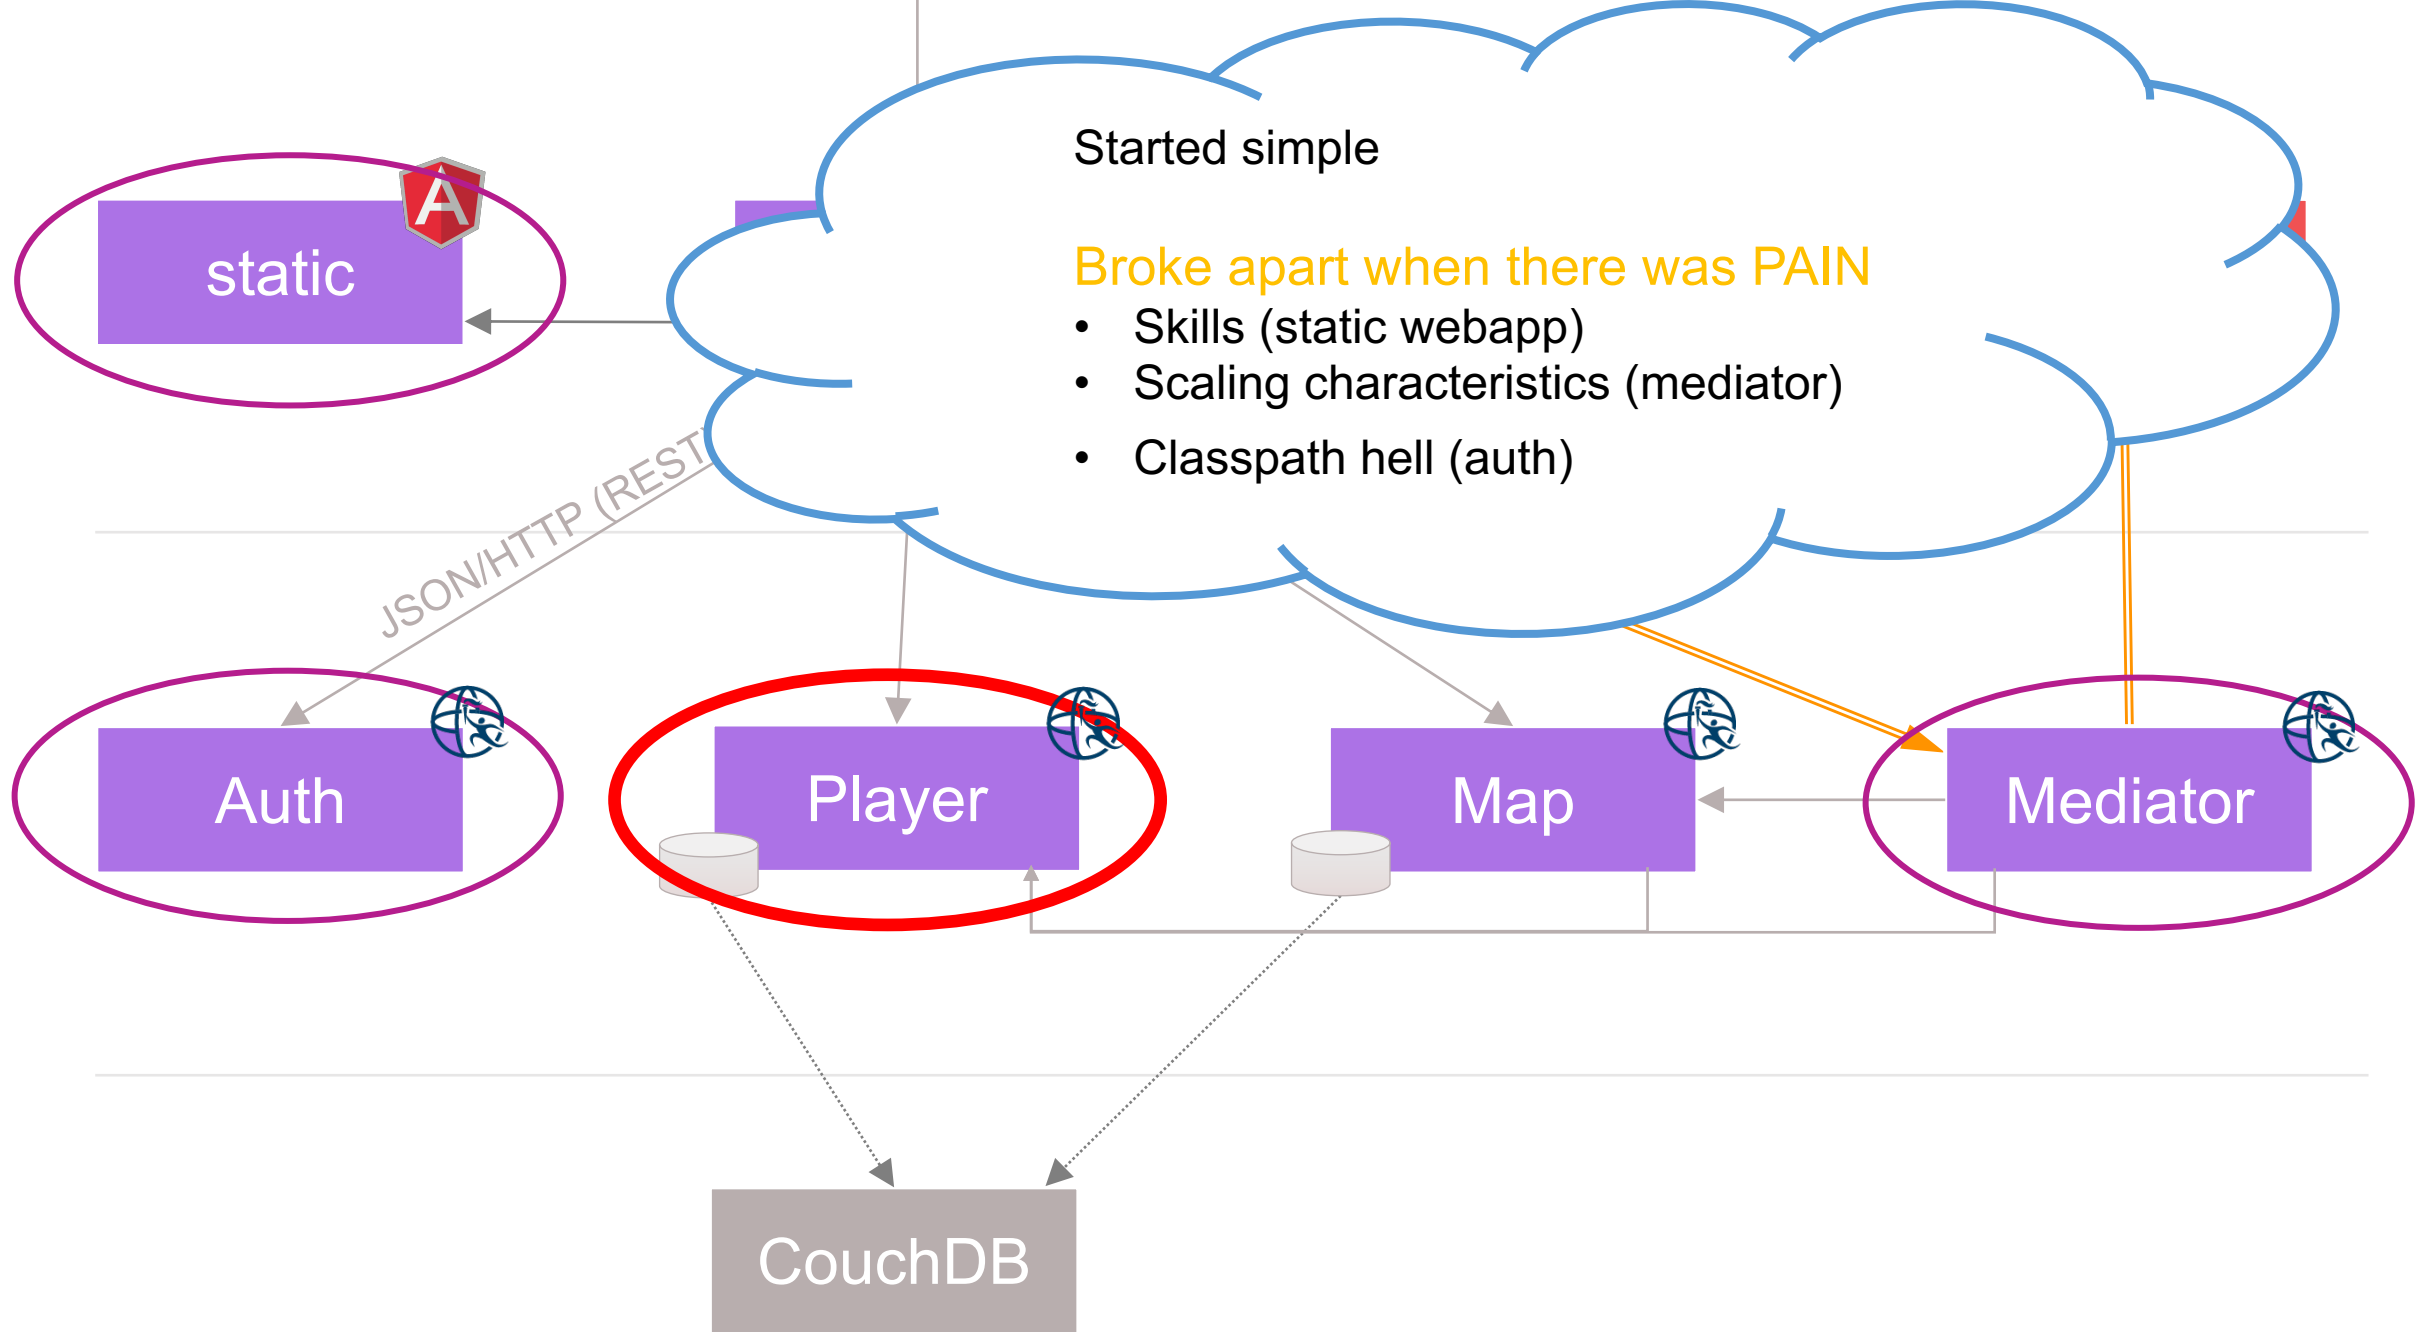 Started simple
Broke apart when there was PAIN
• Skills (static webapp)
• Scaling characteristics (mediator)
• Classpath hell (auth)
static
JSON/HTTP (REST
Auth
Player
Map
Mediator
CouchDB